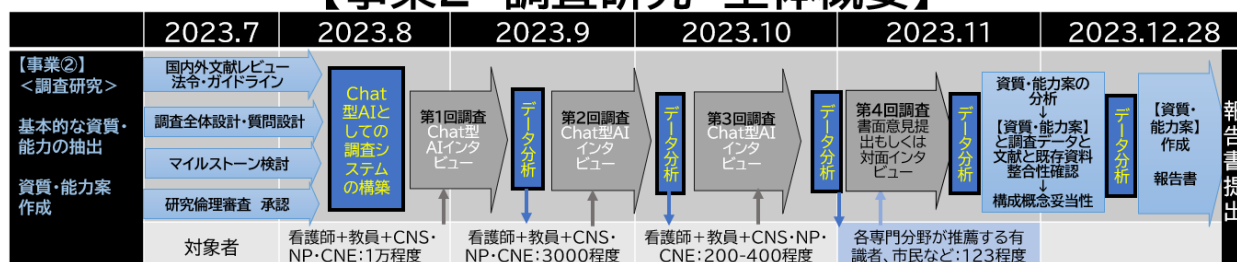 【事業2 調査研究 全体概要】
2023.7 2023.8 2023.9 2023.10 2023.11 2023.12.28
【事業②】
<調査研究>
基本的な資質・
能力の抽出
資質・能力案
作成
国内外文献レビュー
法令・ガイドライン
調査全体設計・質問設計
マイルストーン検討
研究倫理審査 承認
Chat
型AIと
しての
調査シ
ステム
の構築
第1回調査
Chat型
AIインタ
ビュー
データ分析
第2回調査
Chat型AI
インタ
ビュー
データ分析
第3回調査
Chat型AI
インタ
ビュー
データ分析
第4回調査
書面意見提
出もしくは
対面インタ
ビュー
データ分析
資質・能力案の
分析
↓
【資質・能力案】
と調査データと
文献と既存資料
整合性確認
↓
構成概念妥当性
データ分析
【資質・
能力案】
作成
報告書
報告書提出
対象者
看護師+教員+CNS・
NP・CNE:1万程度
看護師+教員+CNS・
NP・CNE:3000程度
看護師+教員+CNS・NP・
CNE:200-400程度
各専門分野が推薦する有
識者、市民など:123程度